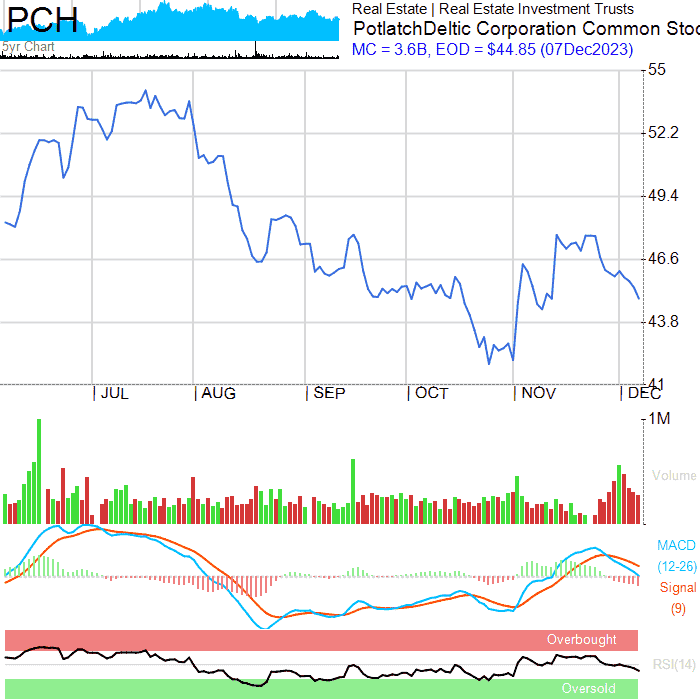 PCH
5yr Chart
Real Estate | Real Estate Investment Trusts
PotlatchDeltic Corporation Common Stoc
MC = 3.6B, EOD = $44.85 (07Dec2023)
55
52.2
49.4
46.6
43.8
41
JUL AUG SEP OCT NOV DEC
1M
Volume
MACD
(12-26)
Signal
(9)
Overbought
RSI(14)
Oversold